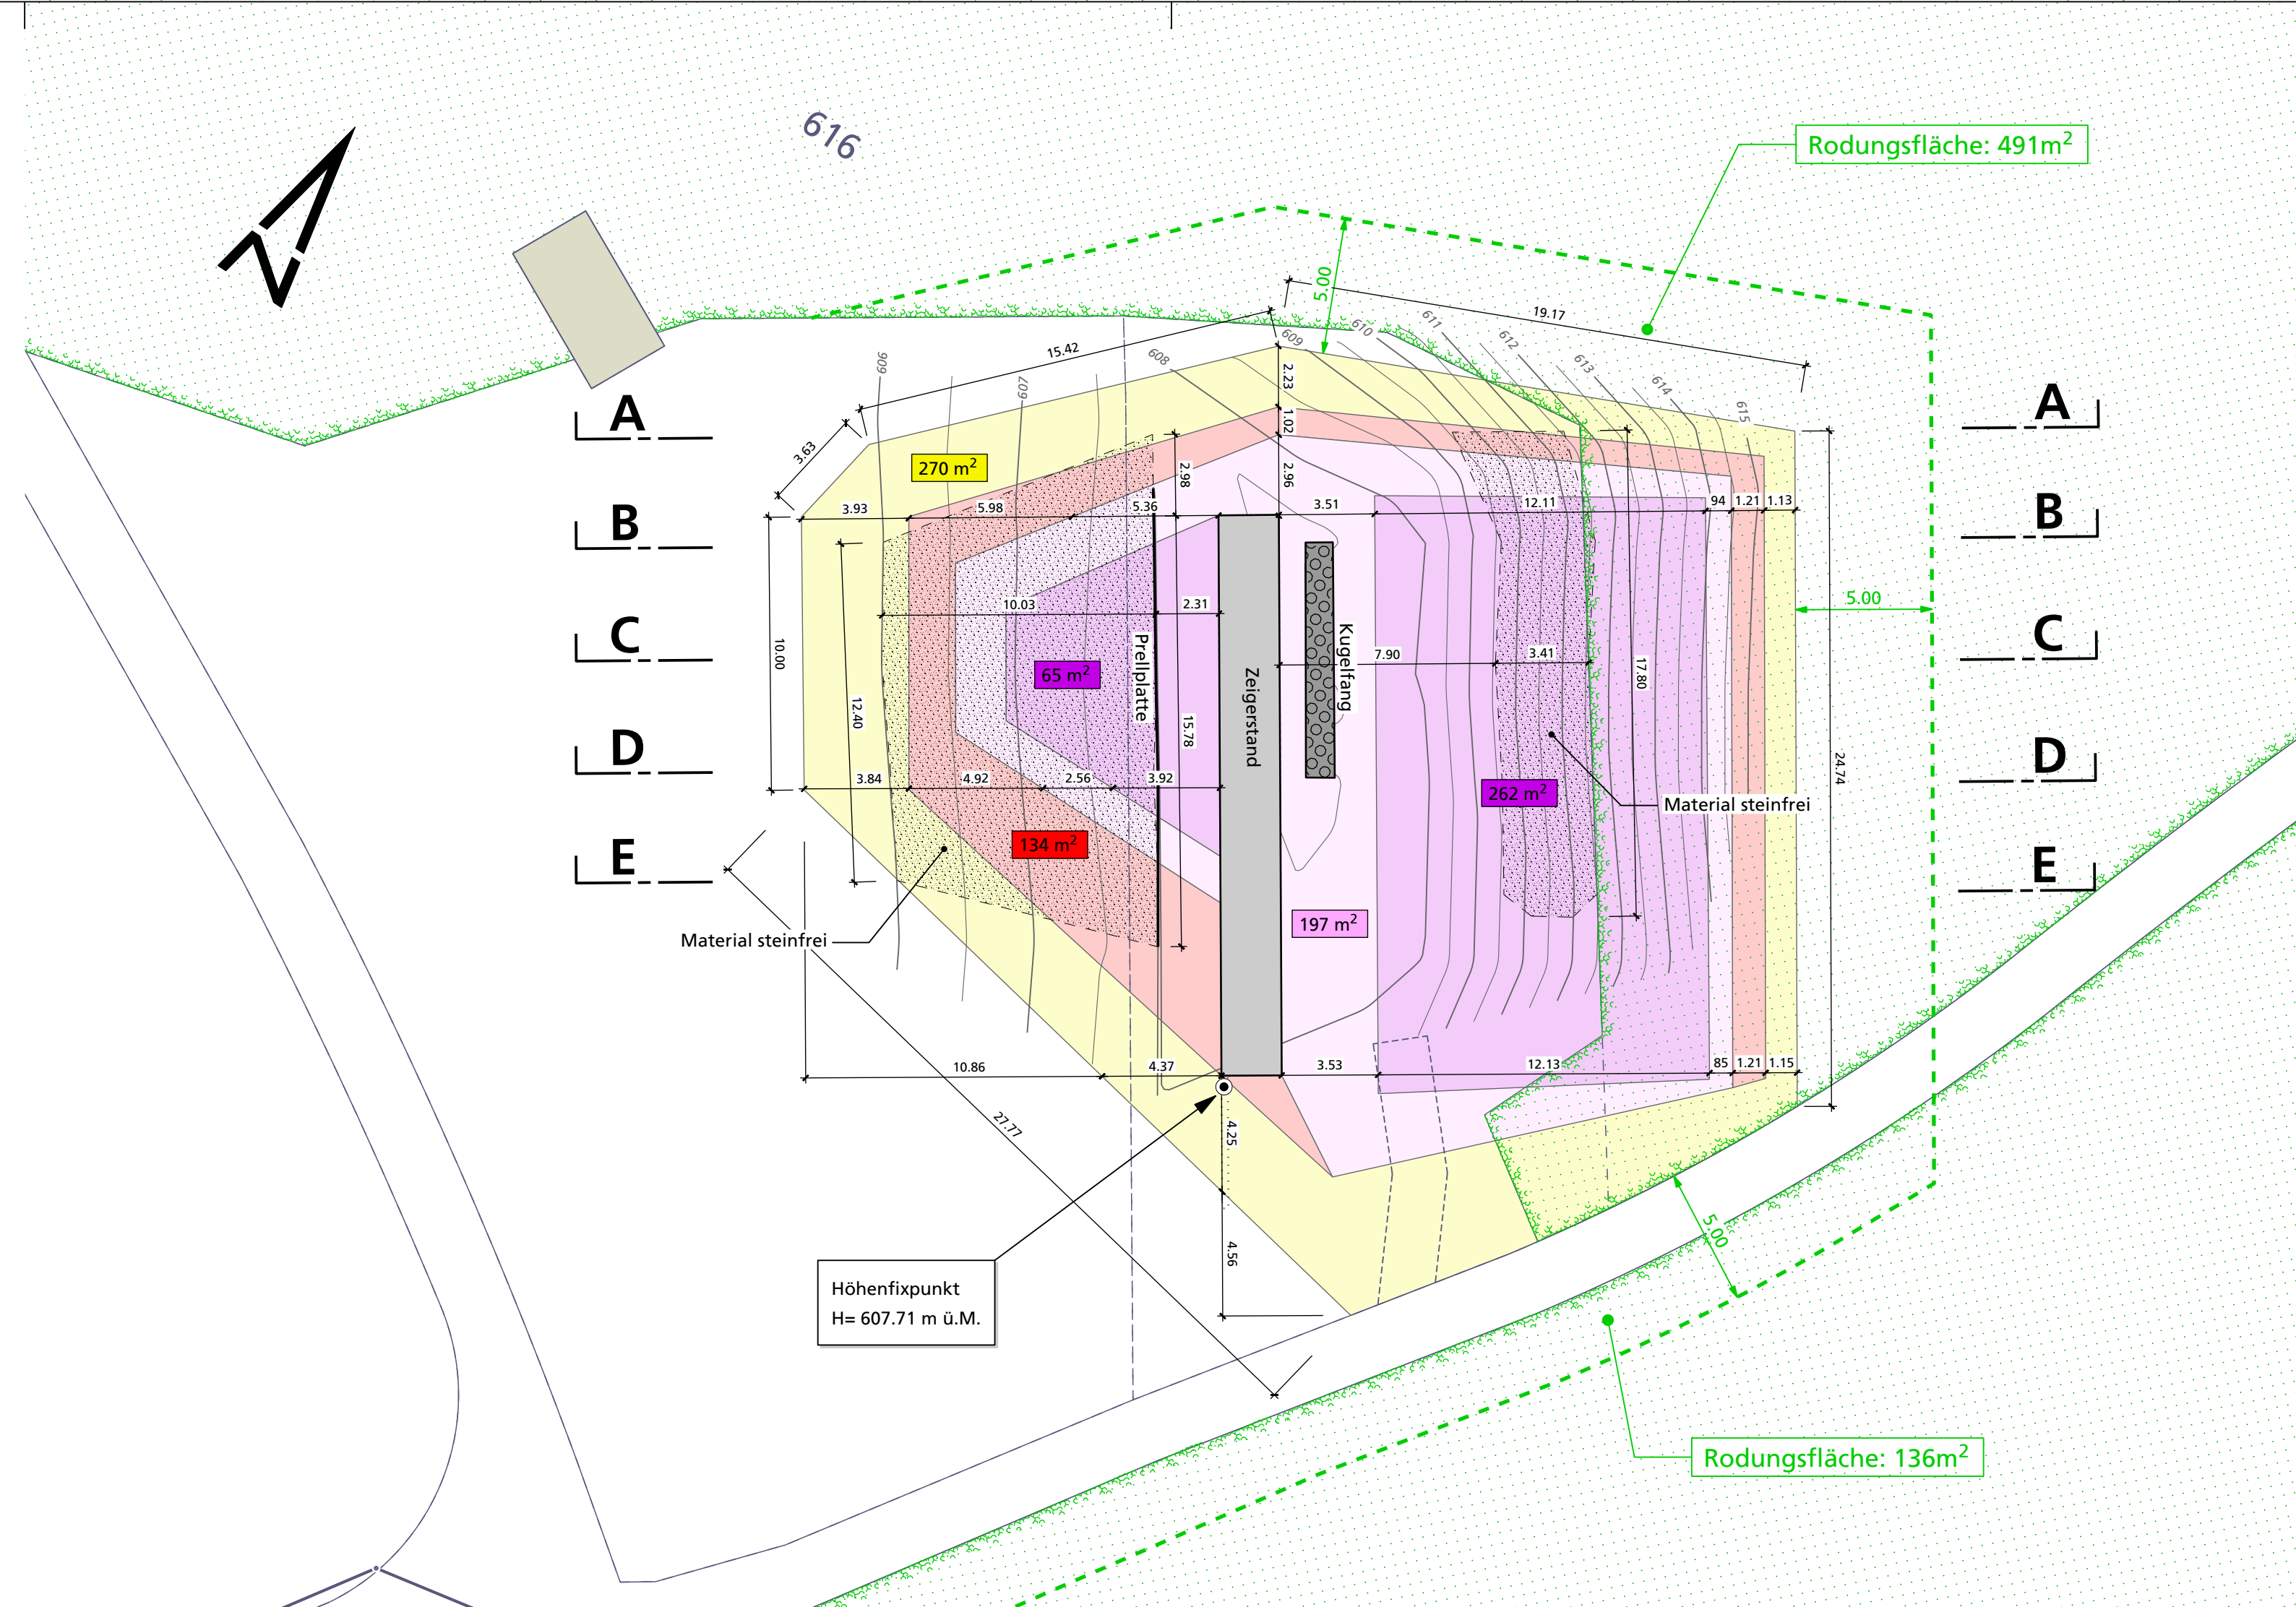 616
Rodungsfläche: 491m²
5.00
19.17
15.42
606
607
608
609
610
611
612
613
614
615
3.63
2.23
1.02
2.98
2.96
A
A
270 m²
B
B
3.93
5.98
5.36
3.51
12.11
94
1.21
1.13
10.03
2.31
5.00
C
C
10.00
12.40
65 m²
Prellplatte
Zeigerstand
Kugelfang
7.90
3.41
17.80
15.78
24.74
D
D
3.84
4.92
2.56
3.92
262 m²
Material steinfrei
E
E
134 m²
197 m²
Material steinfrei
10.86
4.37
3.53
12.13
85
1.21
1.15
27.77
4.25
4.56
5.00
Höhenfixpunkt
H= 607.71 m ü.M.
Rodungsfläche: 136m²